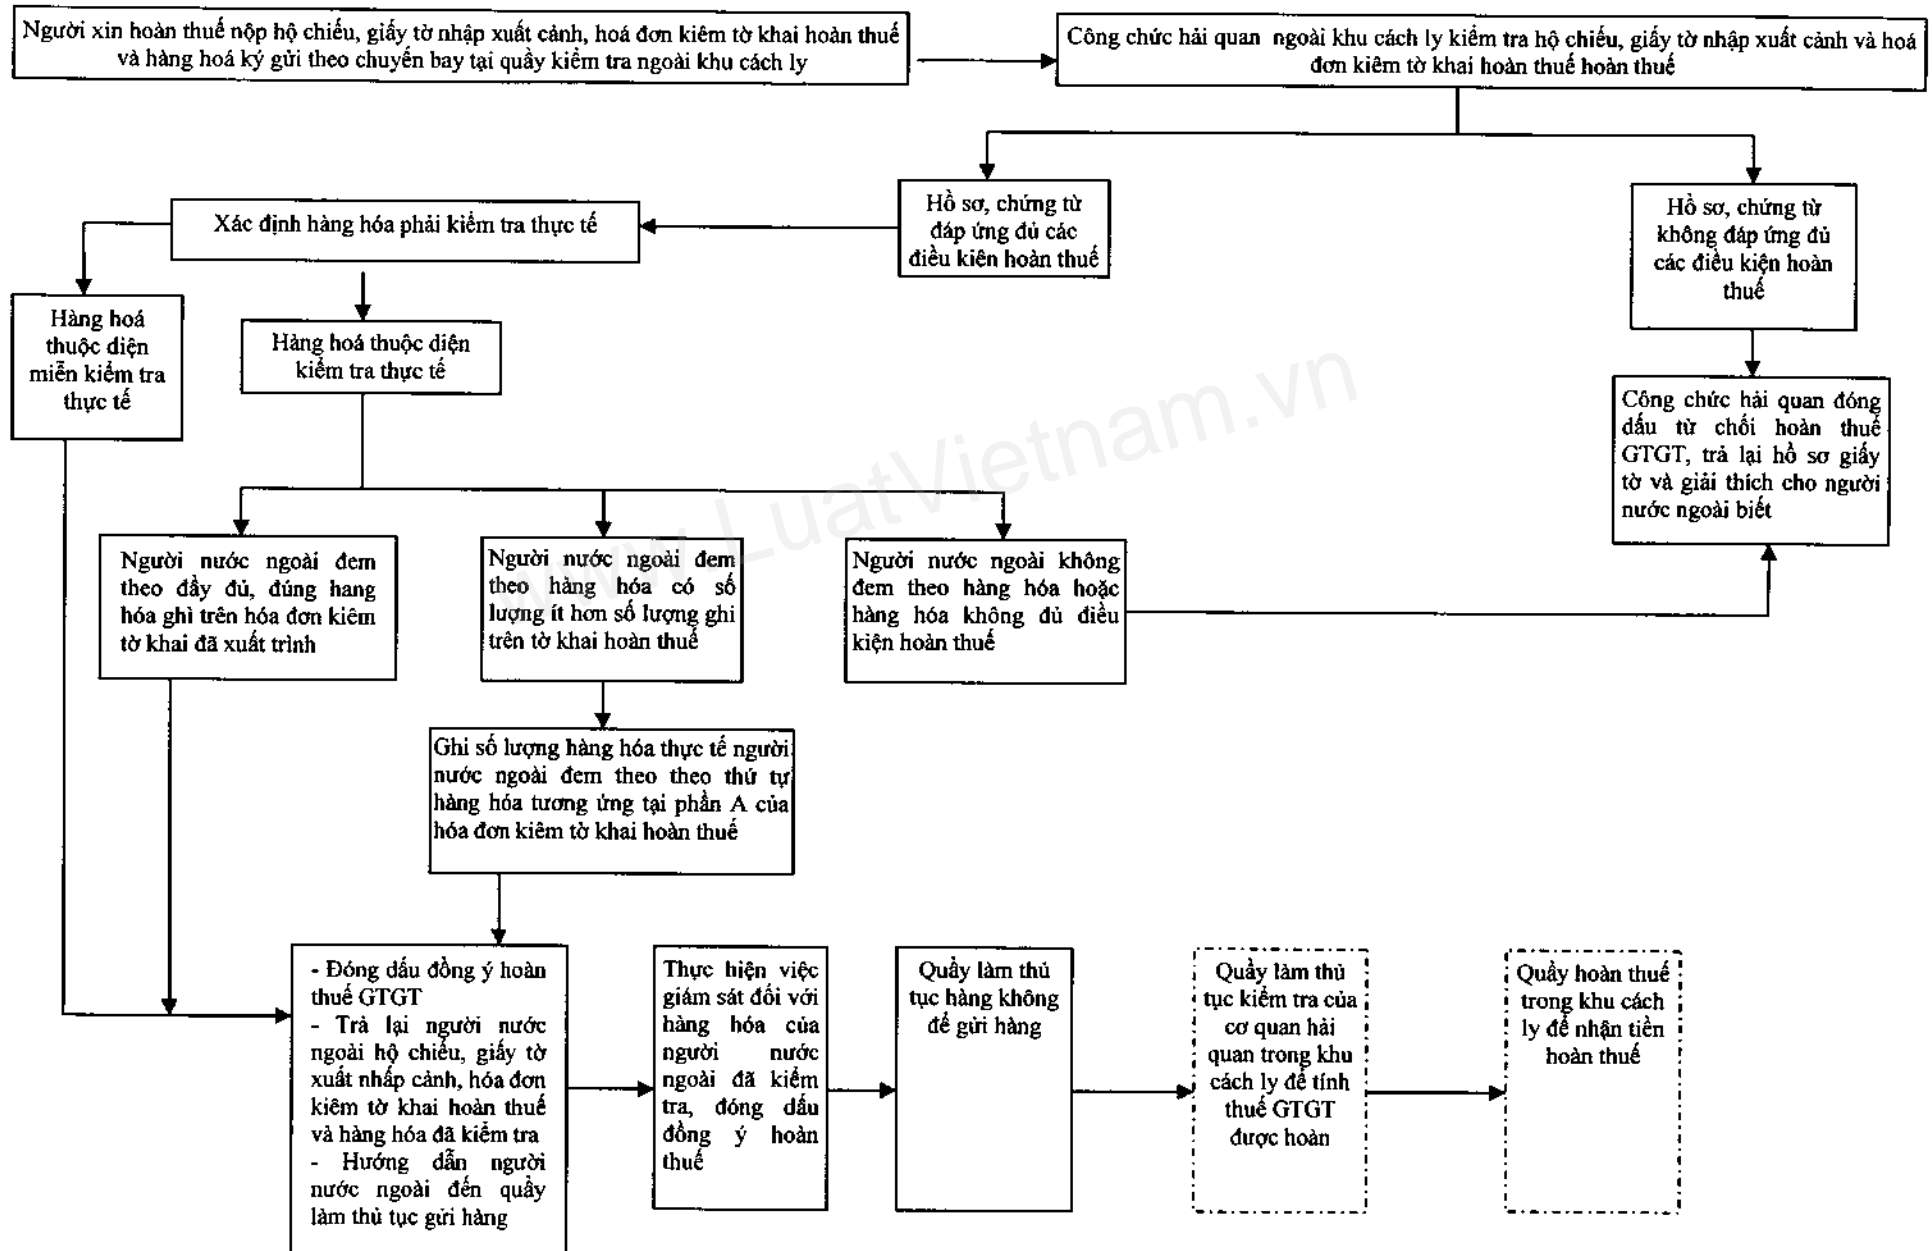 Người xin hoàn thuế nộp hộ chiếu, giấy tờ nhập xuất cảnh, hoá đơn kiêm tờ khai hoàn thuế
và hàng hoá ký gửi theo chuyến bay tại quầy kiểm tra ngoài khu cách ly
Công chức hải quan ngoài khu cách ly kiểm tra hộ chiếu, giấy tờ nhập xuất cảnh và hoá
đơn kiêm tờ khai hoàn thuế hoàn thuế
Xác định hàng hóa phải kiểm tra thực tế
Hồ sơ, chứng từ
đáp ứng đủ các
điều kiện hoàn thuế
Hồ sơ, chứng từ
không đáp ứng đủ
các điều kiện hoàn
thuế
Hàng hoá
thuộc diện
miễn kiểm tra
thực tế
Hàng hoá thuộc diện
kiểm tra thực tế
Công chức hải quan đóng
dấu từ chối hoàn thuế
GTGT, trả lại hồ sơ giấy
tờ và giải thích cho người
nước ngoài biết
Người nước ngoài đem
theo đầy đủ, đúng hang
hóa ghi trên hóa đơn kiêm
tờ khai đã xuất trình
Người nước ngoài đem
theo hàng hóa có số
lượng ít hơn số lượng ghi
trên tờ khai hoàn thuế
Người nước ngoài không
đem theo hàng hóa hoặc
hàng hóa không đủ điều
kiện hoàn thuế
Ghi số lượng hàng hóa thực tế người
nước ngoài đem theo theo thứ tự
hàng hóa tương ứng tại phần A của
hóa đơn kiêm tờ khai hoàn thuế
- Đóng dấu đồng ý hoàn
thuế GTGT
- Trả lại người nước
ngoài hộ chiếu, giấy tờ
xuất nhấp cảnh, hóa đơn
kiêm tờ khai hoàn thuế
và hàng hóa đã kiểm tra
- Hướng dẫn người
nước ngoài đến quầy
làm thủ tục gửi hàng
Thực hiện việc
giám sát đối với
hàng hóa của
người nước
ngoài đã kiểm
tra, đóng dấu
đồng ý hoàn
thuế
Quầy làm thủ
tục hàng không
để gửi hàng
Quầy làm thủ
tục kiểm tra của
cơ quan hải
quan trong khu
cách ly để tính
thuế GTGT
được hoàn
Quầy hoàn thuế
trong khu cách
ly để nhận tiền
hoàn thuế
www.LuatVietnam.vn